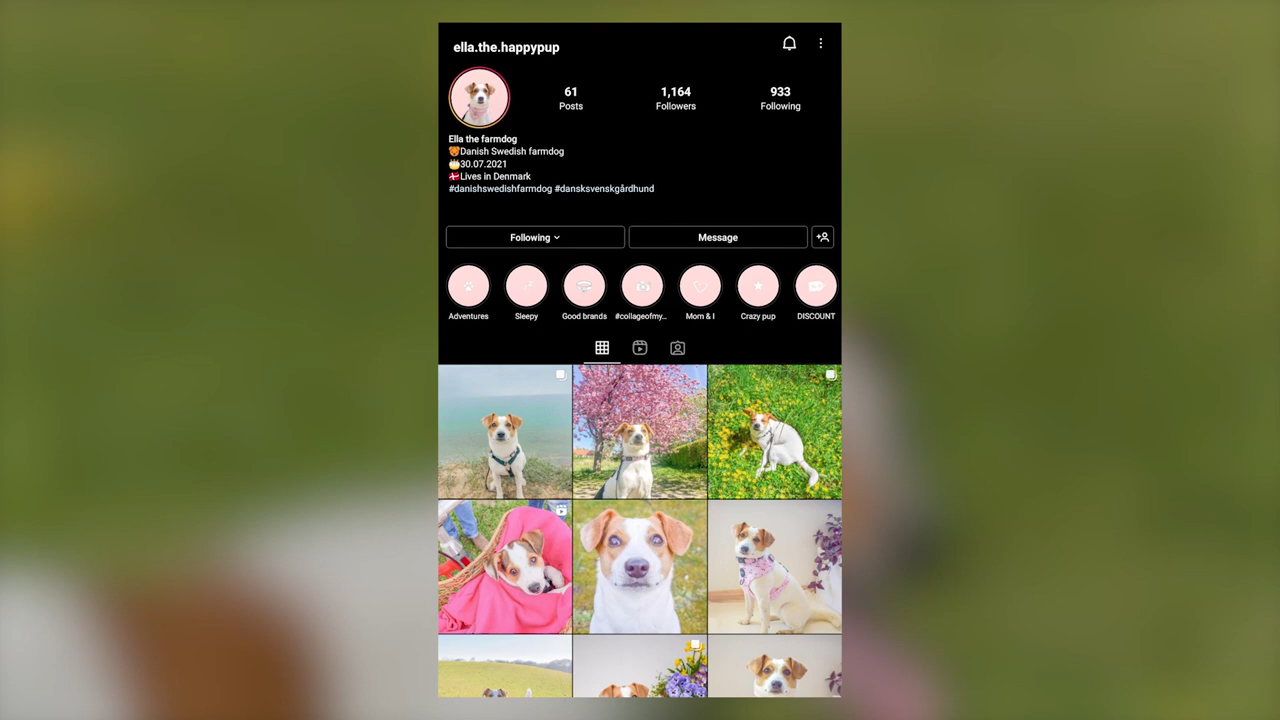 ella.the.happypup
61 1,164 933
Posts Followers Following
Ella the farmdog
Danish Swedish farmdog
30.07.2021
Lives in Denmark
#danishswedishfarmdog #dansksvenskgårdhund
Following Message
Adventures Sleepy Good brands #collageofmy... Mom & I Crazy pup DISCOUNT